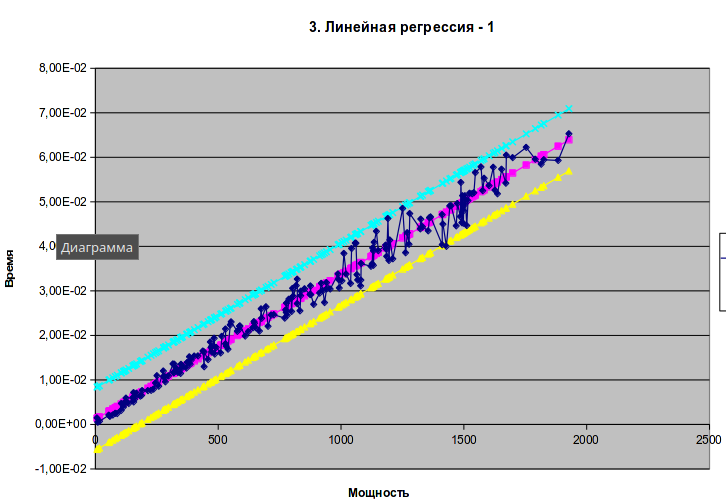 3. Линейная регрессия - 1
8,00E-02
7,00E-02
6,00E-02
5,00E-02
4,0
Диаграмма
3,00E-02
2,00E-02
1,00E-02
0,00E+00
-1,00E-02
0
500
1000
1500
2000
2500
Время
Мощность